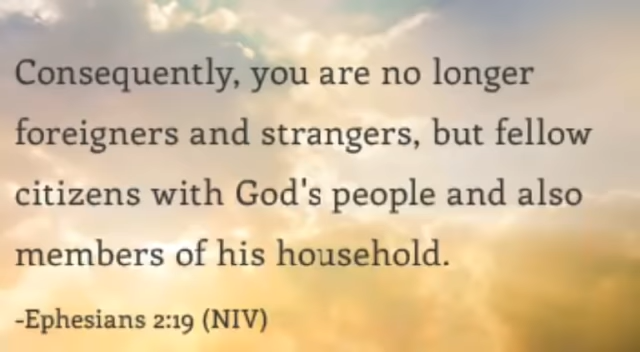 Consequently, you are no longer
foreigners and strangers, but fellow
citizens with God's people and also
members of his household.
-Ephesians 2:19 (NIV)